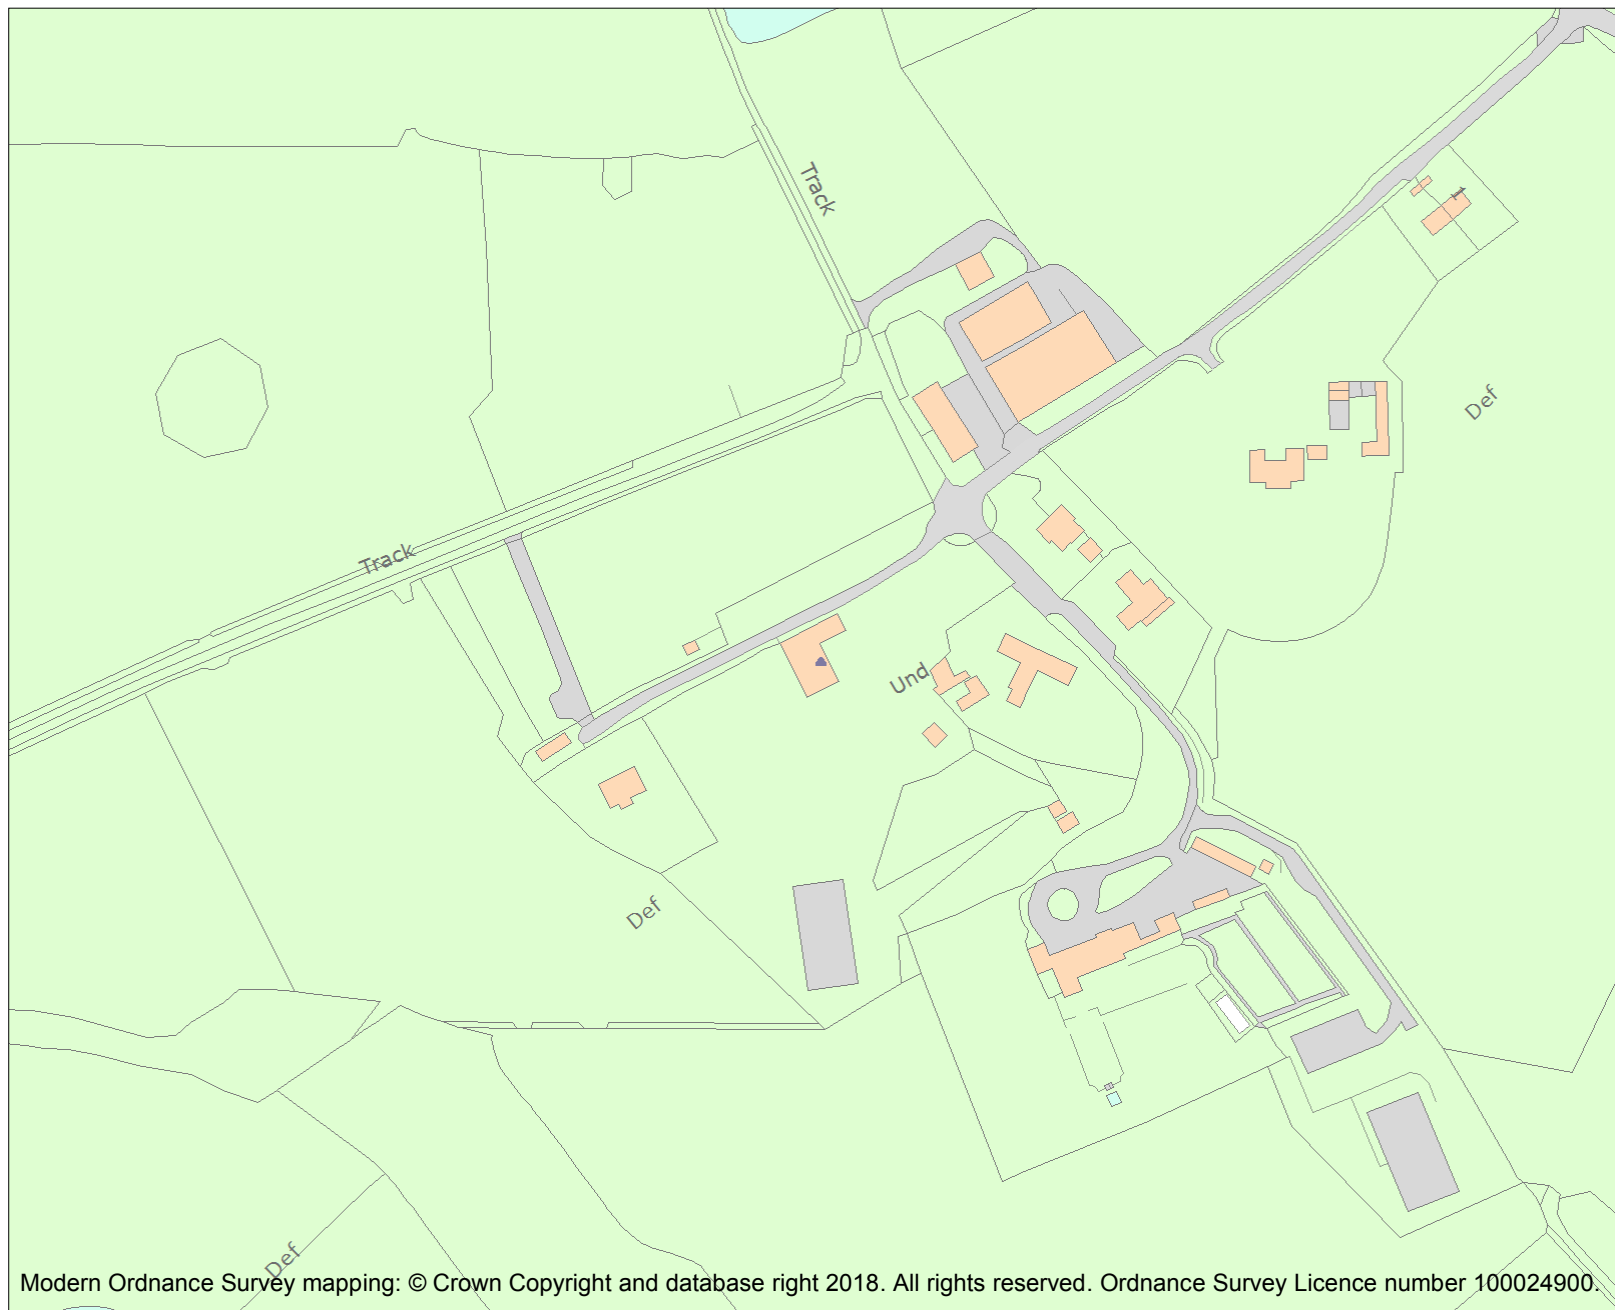 Track
Def
Track
Und
Def
Def
Modern Ordnance Survey mapping: © Crown Copyright and database right 2018. All rights reserved. Ordnance Survey Licence number 100024900.